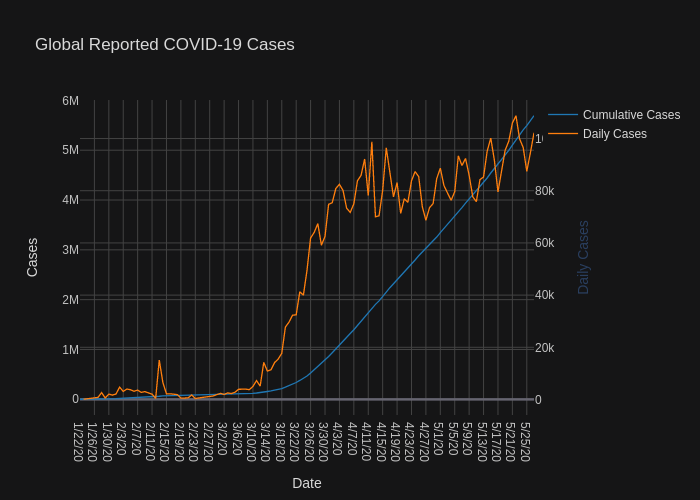 Global Reported COVID-19 Cases
Cumulative Cases
Daily Cases
6M
5M
4M
3M
2M
1M
0
Cases
80k
60k
40k
20k
0
Daily Cases
1/22/20
1/26/20
1/30/20
2/3/20
2/7/20
2/11/20
2/15/20
2/19/20
2/23/20
2/27/20
3/2/20
3/6/20
3/10/20
3/14/20
3/18/20
3/22/20
3/26/20
3/30/20
4/3/20
4/7/20
4/11/20
4/15/20
4/19/20
4/23/20
4/27/20
5/1/20
5/5/20
5/9/20
5/13/20
5/17/20
5/21/20
5/25/20
Date